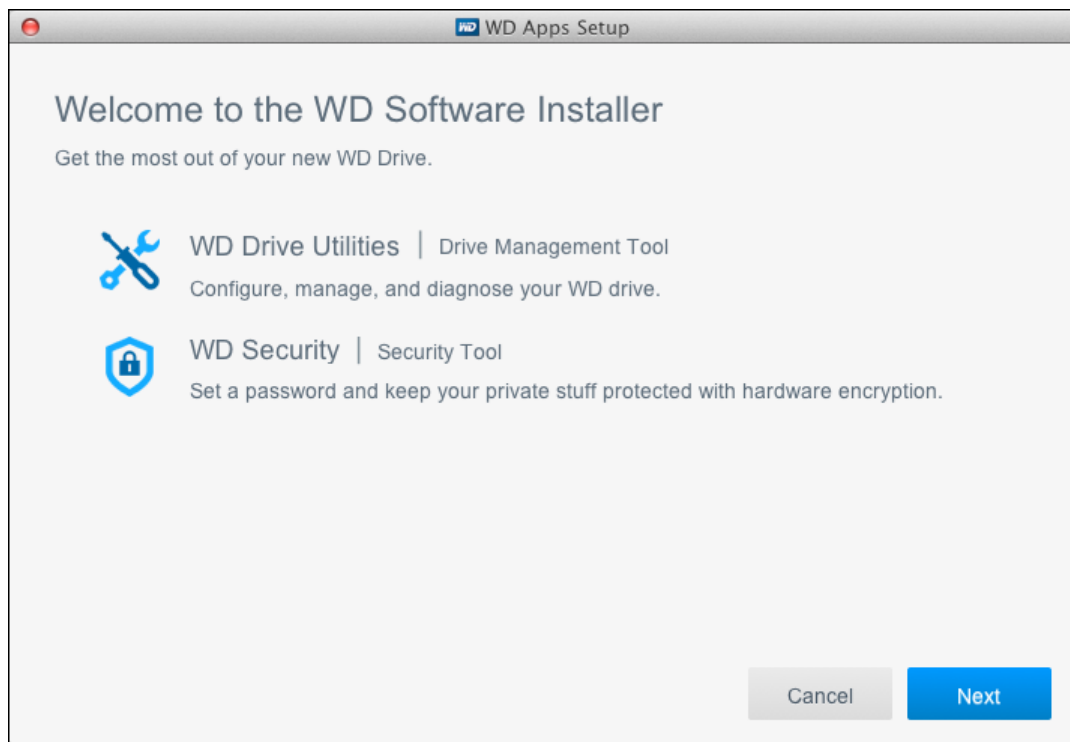 WD WD Apps Setup
Welcome to the WD Software Installer
Get the most out of your new WD Drive.
WD Drive Utilities | Drive Management Tool
Configure, manage, and diagnose your WD drive.
WD Security | Security Tool
Set a password and keep your private stuff protected with hardware encryption.
Cancel Next